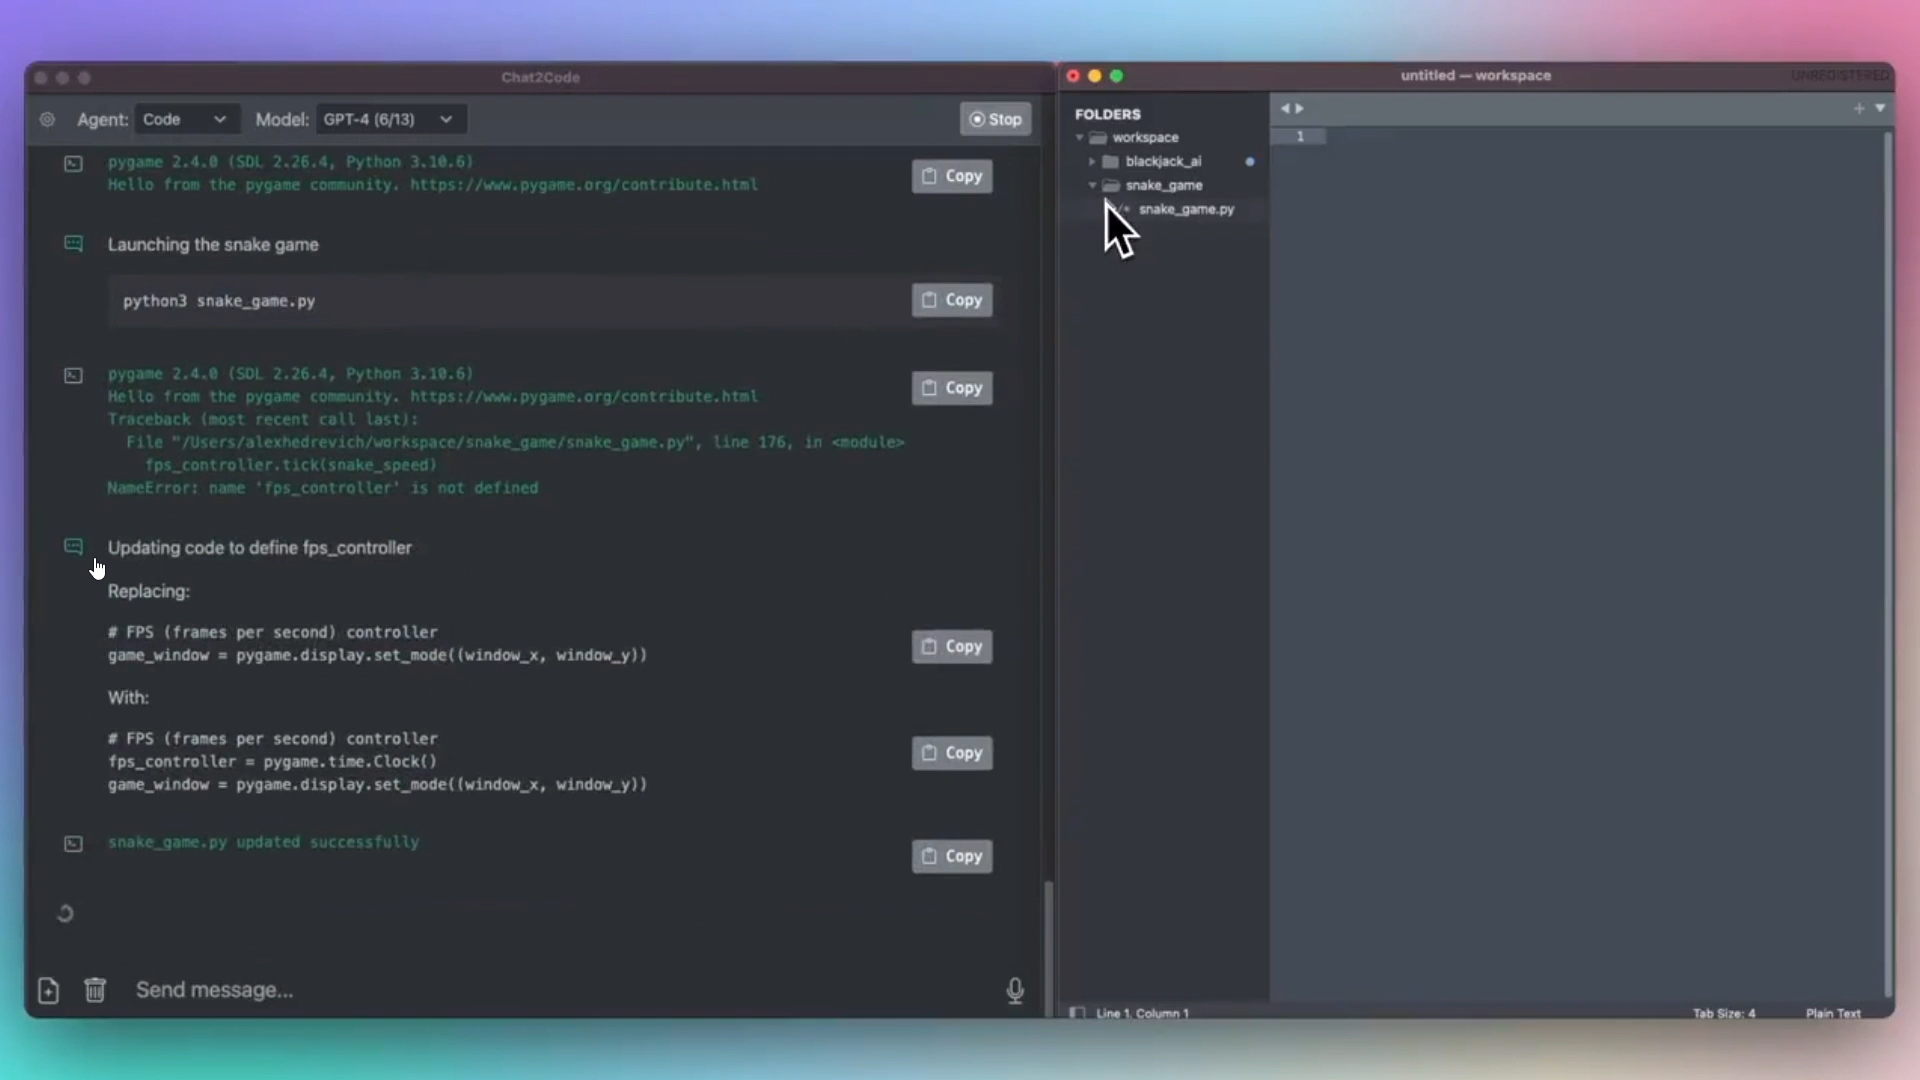 Chat2Code
Agent: Code Model: GPT-4 (6/13) Stop
pygame 2.4.0 (SDL 2.26.4, Python 3.10.6)
Hello from the pygame community. https://www.pygame.org/contribute.html
Copy
Launching the snake game
python3 snake_game.py
Copy
pygame 2.4.0 (SDL 2.26.4, Python 3.10.6)
Hello from the pygame community. https://www.pygame.org/contribute.html
Traceback (most recent call last):
File "/Users/alexhedrevich/workspace/snake_game/snake_game.py", line 176, in <module>
fps_controller.tick(snake_speed)
NameError: name 'fps_controller' is not defined
Copy
Updating code to define fps_controller
Replacing:
# FPS (frames per second) controller
game_window = pygame.display.set_mode((window_x, window_y))
Copy
With:
# FPS (frames per second) controller
fps_controller = pygame.time.Clock()
game_window = pygame.display.set_mode((window_x, window_y))
Copy
snake_game.py updated successfully
Copy
Send message...
untitled — workspace
UNREGISTERED
FOLDERS
workspace
blackjack_ai
snake_game
snake_game.py
1
Line 1, Column 1
Tab Size: 4
Plain Text